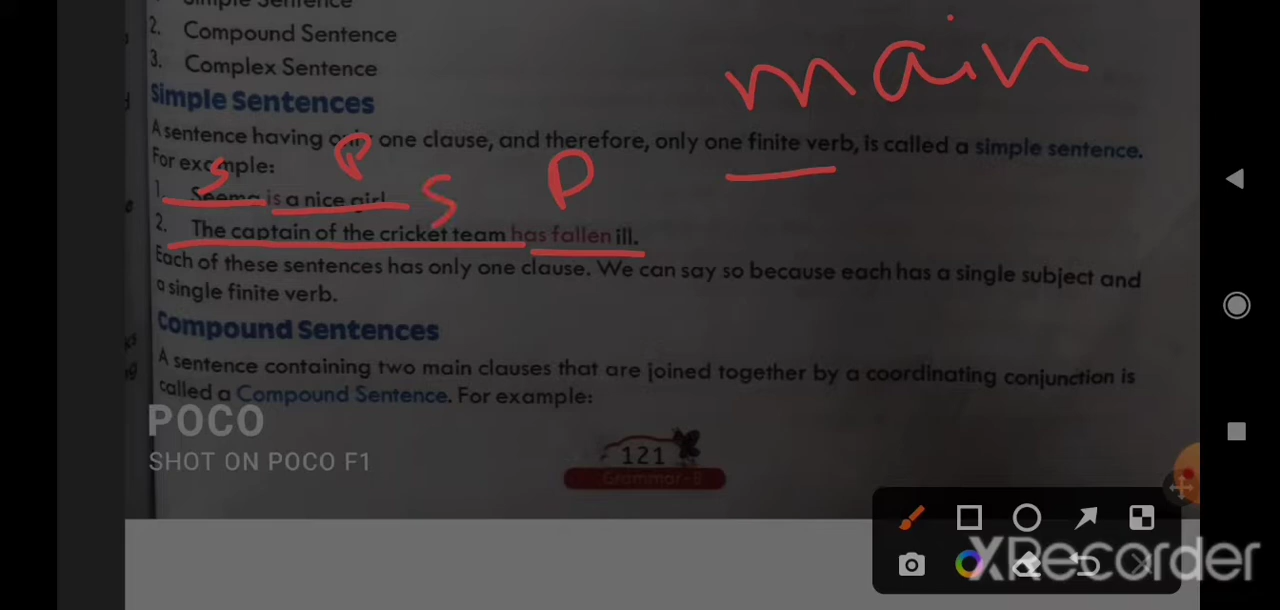 Simple Sentence
2. Compound Sentence
3. Complex Sentence
main
Simple Sentences
A sentence having only one clause, and therefore, only one finite verb, is called a simple sentence.
For example:
S P
1. Seema is a nice girl.
S P
2. The captain of the cricket team has fallen ill.
Each of these sentences has only one clause. We can say so because each has a single subject and
a single finite verb.
Compound Sentences
A sentence containing two main clauses that are joined together by a coordinating conjunction is
called a Compound Sentence. For example:
POCO
SHOT ON POCO F1
121
Grammar-8
XRecorder